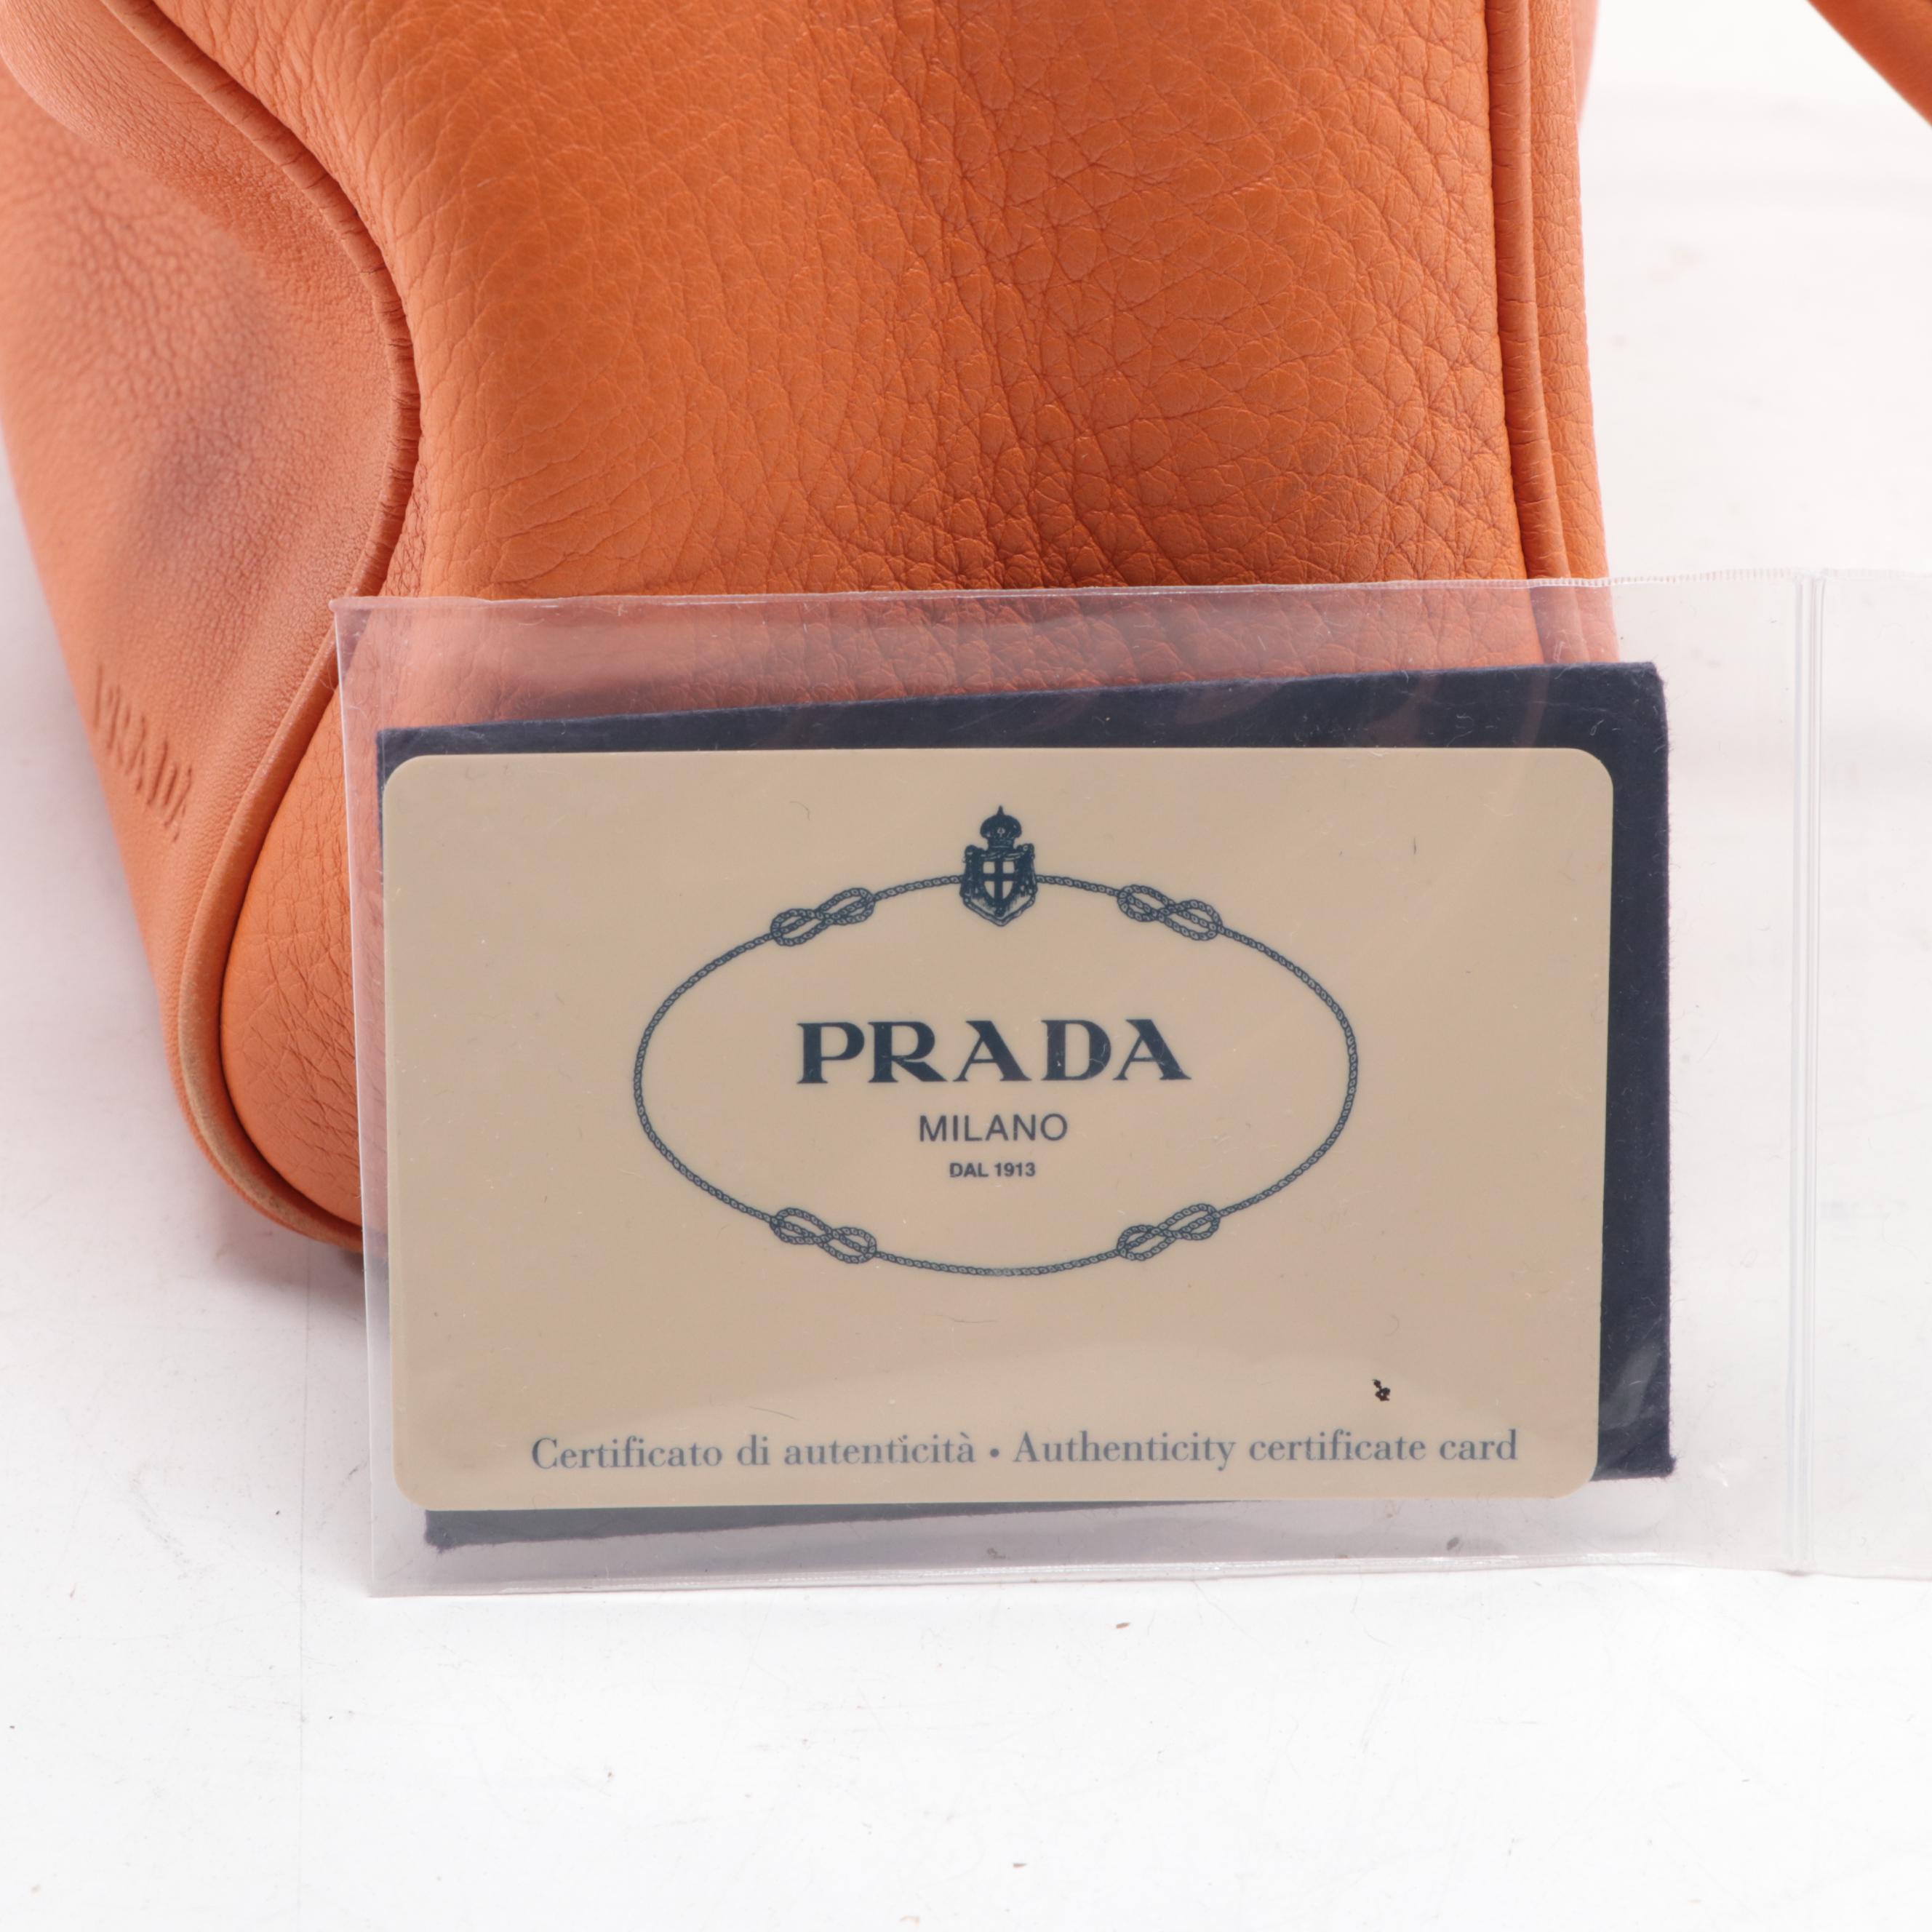 PRADA
PRADA
MILANO
DAL 1913
Certificato di autenticità • Authenticity certificate card